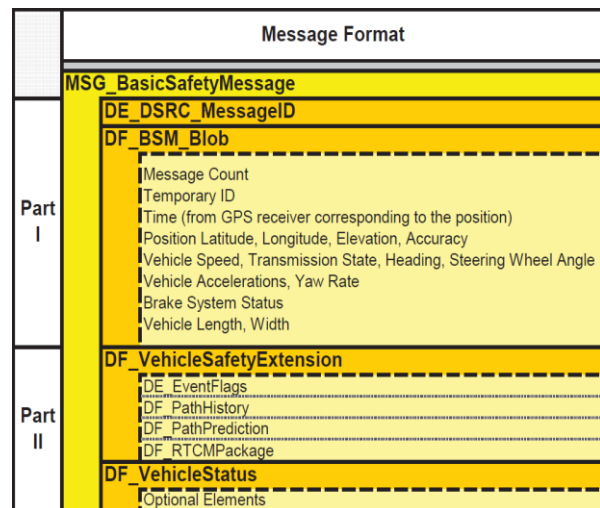 Message Format
MSG_BasicSafetyMessage
Part
I
DE_DSRC_MessageID
DF_BSM_Blob
Message Count
Temporary ID
Time (from GPS receiver corresponding to the position)
Position Latitude, Longitude, Elevation, Accuracy
Vehicle Speed, Transmission State, Heading, Steering Wheel Angle
Vehicle Accelerations, Yaw Rate
Brake System Status
Vehicle Length, Width
Part
II
DF_VehicleSafetyExtension
DE_EventFlags
DF_PathHistory
DF_PathPrediction
DF_RTCMPackage
DF_VehicleStatus
Optional Elements